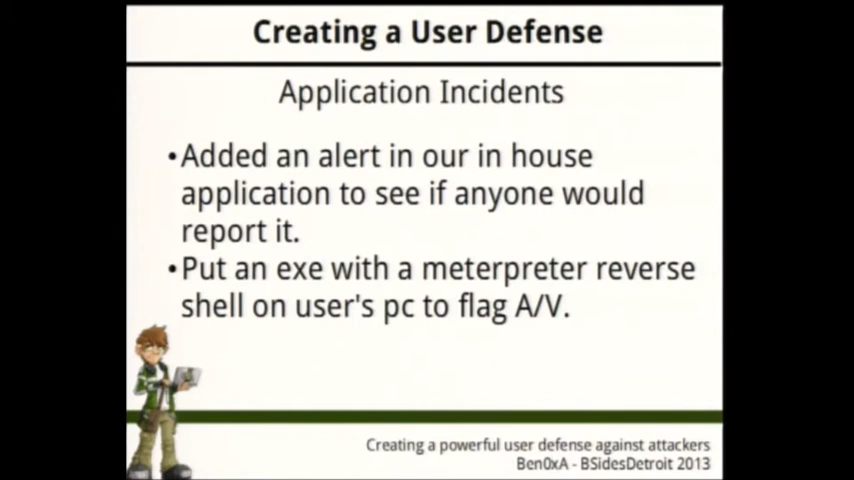 Creating a User Defense
Application Incidents
•Added an alert in our in house
application to see if anyone would
report it.
•Put an exe with a meterpreter reverse
shell on user's pc to flag A/V.
Creating a powerful user defense against attackers
Ben0xA - BSidesDetroit 2013